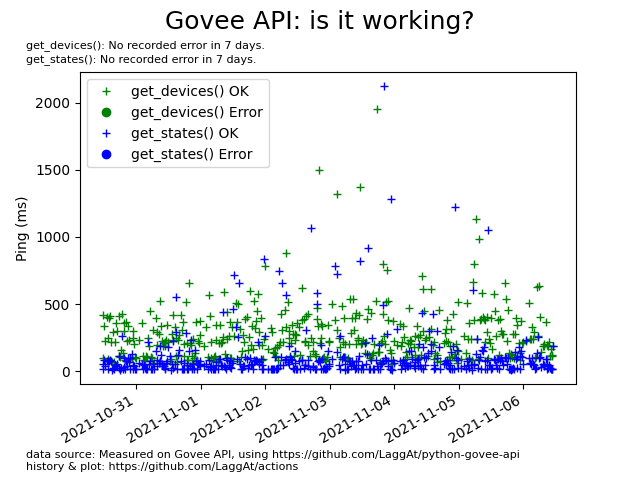 Govee API: is it working?
get_devices(): No recorded error in 7 days.
get_states(): No recorded error in 7 days.
get_devices() OK
get_devices() Error
get_states() OK
get_states() Error
Ping (ms)
2000
1500
1000
500
0
2021-10-31
2021-11-01
2021-11-02
2021-11-03
2021-11-04
2021-11-05
2021-11-06
data source: Measured on Govee API, using https://github.com/LaggAt/python-govee-api
history & plot: https://github.com/LaggAt/actions